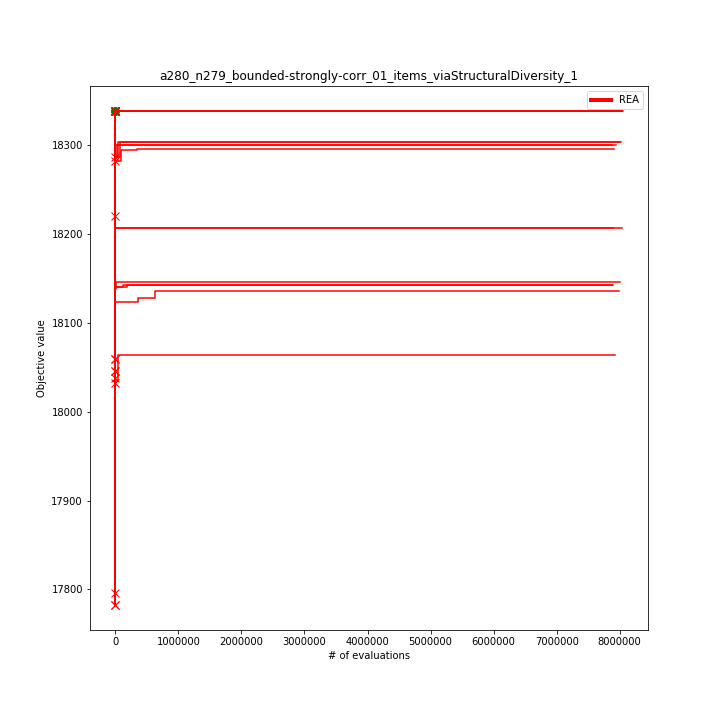 a280_n279_bounded-strongly-corr_01_items_viaStructuralDiversity_1
REA
18300
18200
18100
18000
17900
17800
Objective value
0 1000000 2000000 3000000 4000000 5000000 6000000 7000000 8000000
# of evaluations